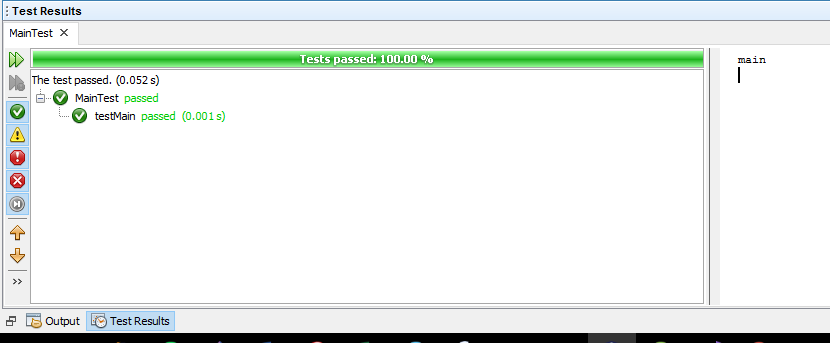 Test Results
MainTest
Tests passed: 100.00 %
The test passed. (0.052 s)
MainTest passed
testMain passed (0.001 s)
main
Output Test Results